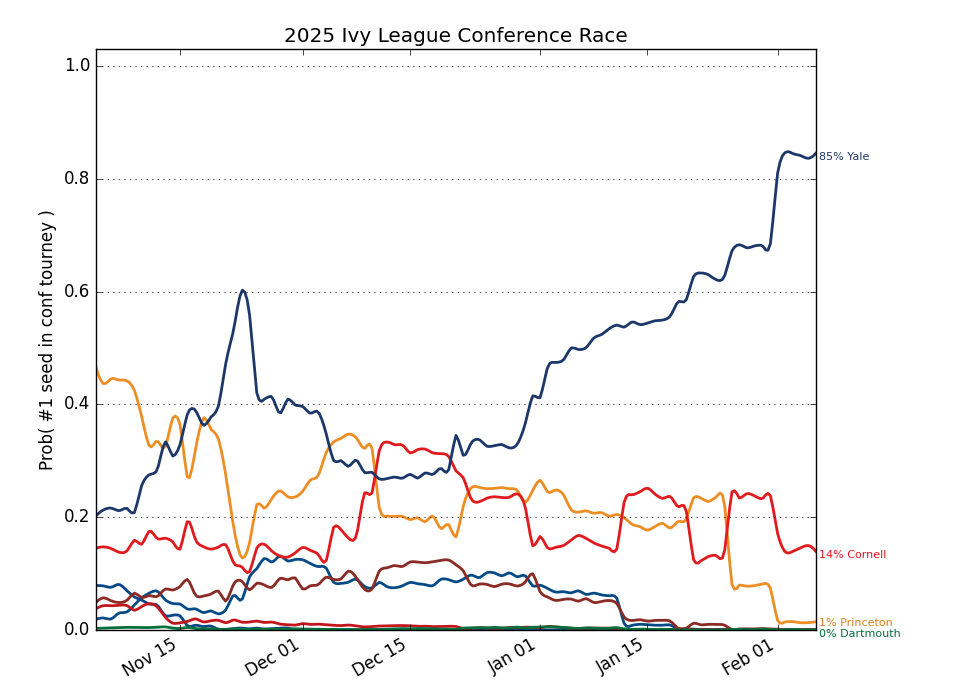 2025 Ivy League Conference Race
Prob( #1 seed in conf tourney )
1.0
0.8
0.6
0.4
0.2
0.0
85% Yale
14% Cornell
1% Princeton
0% Dartmouth
Nov 15
Dec 01
Dec 15
Jan 01
Jan 15
Feb 01